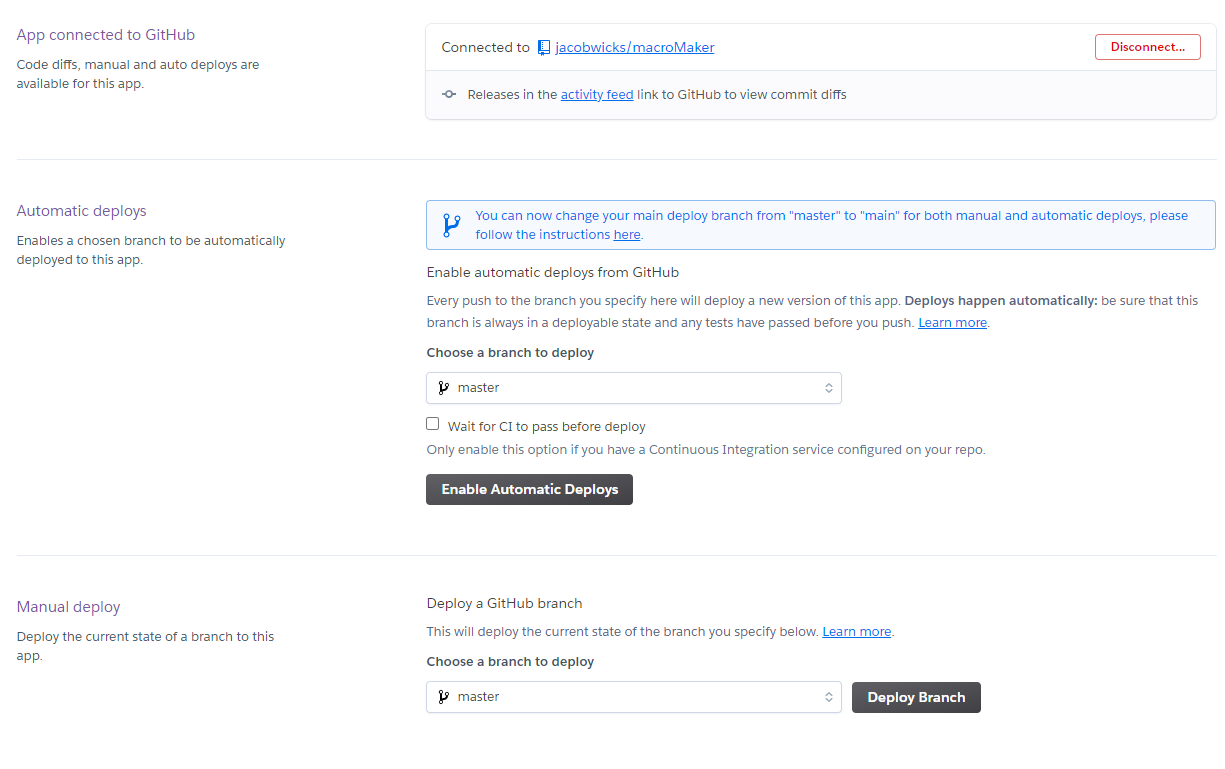 App connected to GitHub
Code diffs, manual and auto deploys are
available for this app.
Connected to jacobwicks/macroMaker
Disconnect...
Releases in the activity feed link to GitHub to view commit diffs
Automatic deploys
Enables a chosen branch to be automatically
deployed to this app.
You can now change your main deploy branch from "master" to "main" for both manual and automatic deploys, please
follow the instructions here.
Enable automatic deploys from GitHub
Every push to the branch you specify here will deploy a new version of this app. Deploys happen automatically: be sure that this
branch is always in a deployable state and any tests have passed before you push. Learn more.
Choose a branch to deploy
master
Wait for CI to pass before deploy
Only enable this option if you have a Continuous Integration service configured on your repo.
Enable Automatic Deploys
Manual deploy
Deploy the current state of a branch to this
app.
Deploy a GitHub branch
This will deploy the current state of the branch you specify below. Learn more.
Choose a branch to deploy
master
Deploy Branch